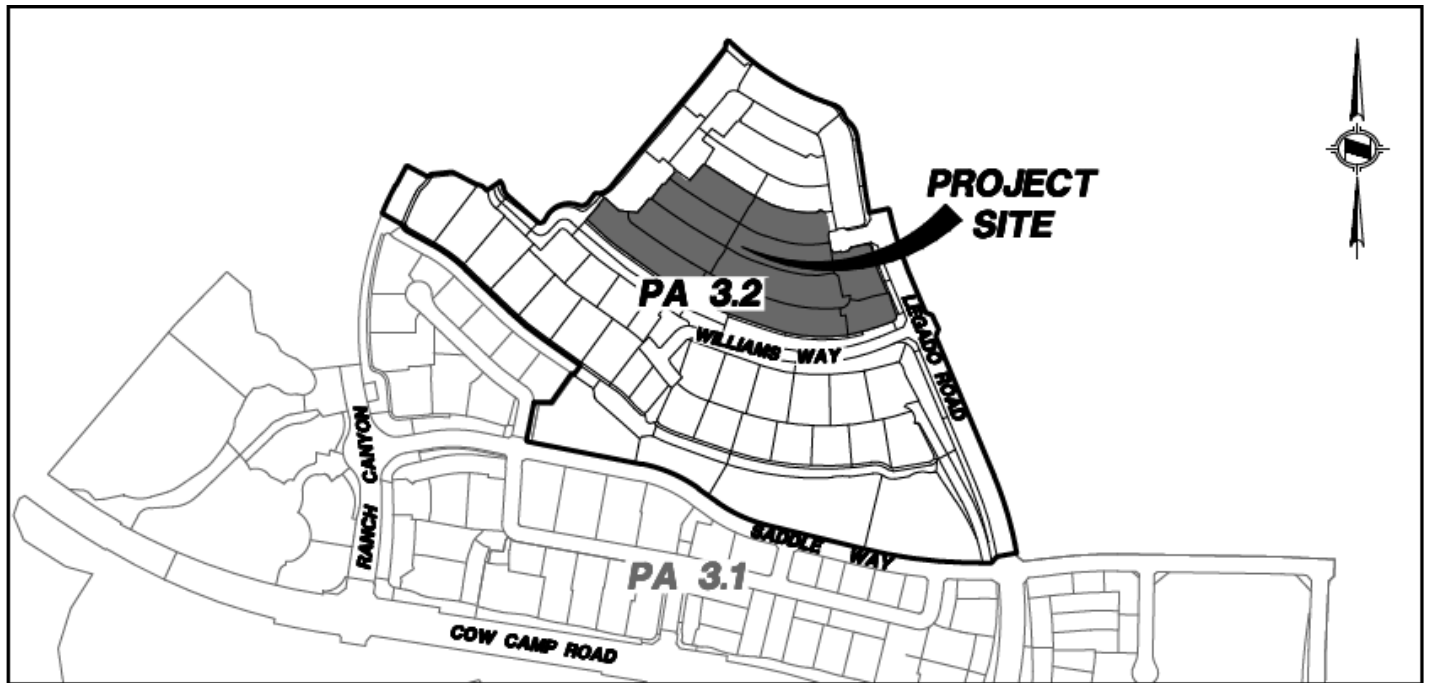 PROJECT
SITE
PA 3.2
WILLIAMS WAY
LEGADO ROAD
RANCH CANYON
SADDLE WAY
PA 3.1
COW CAMP ROAD